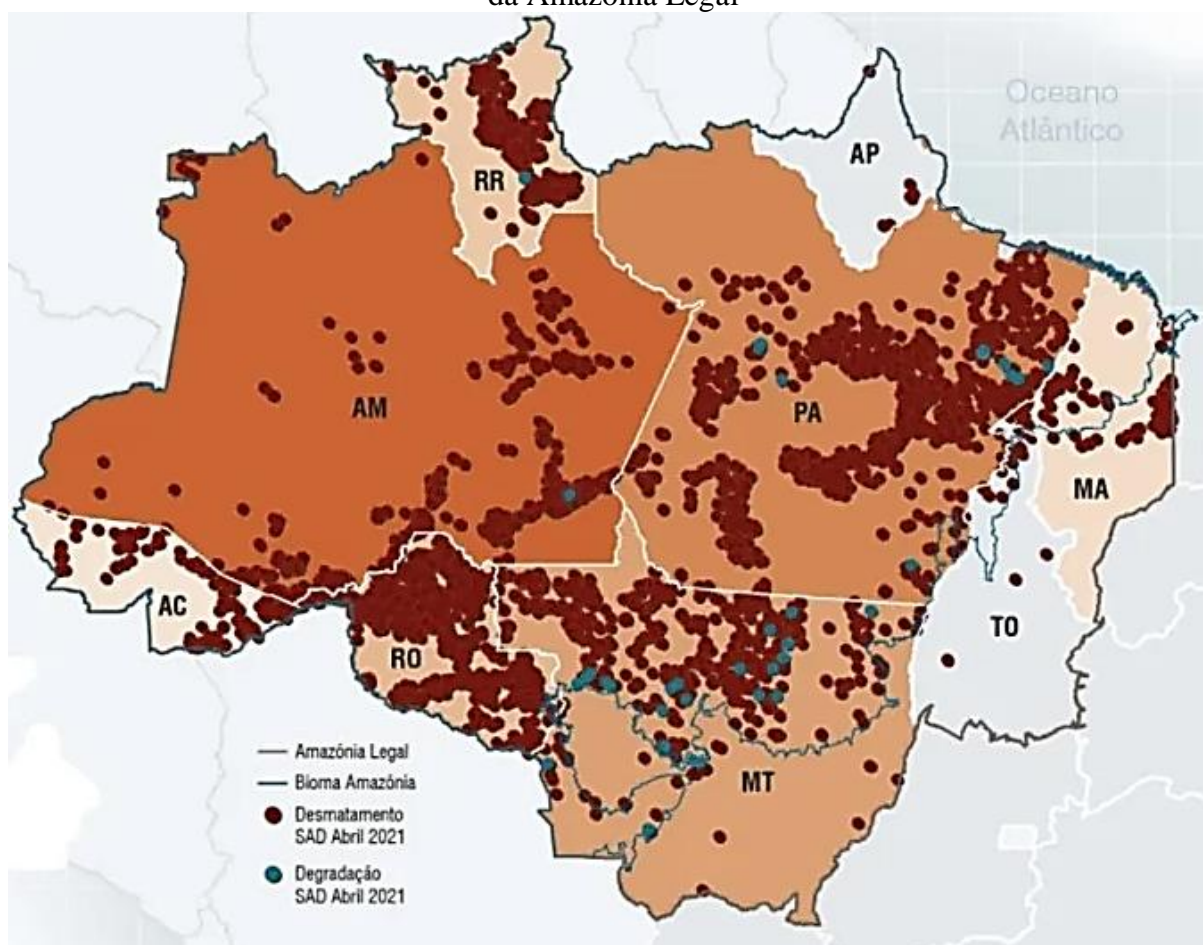 da Amazônia Legal
Oceano
Atlântico
AP
RR
AM
PA
MA
AC
TO
RO
MT
Amazônia Legal
Bioma Amazônia
Desmatamento
SAD Abril 2021
Degradação
SAD Abril 2021